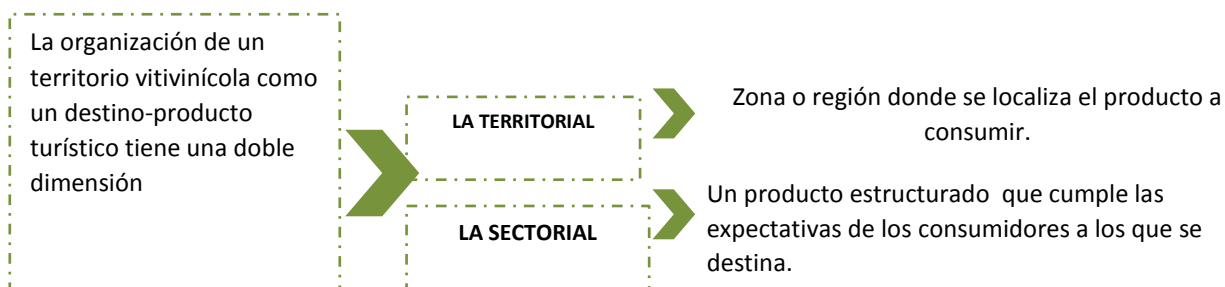 La organización de un
territorio vitivinícola como
un destino-producto
turístico tiene una doble
dimensión
LA TERRITORIAL
Zona o región donde se localiza el producto a
consumir.
LA SECTORIAL
Un producto estructurado  que cumple las
expectativas de los consumidores a los que se
destina.